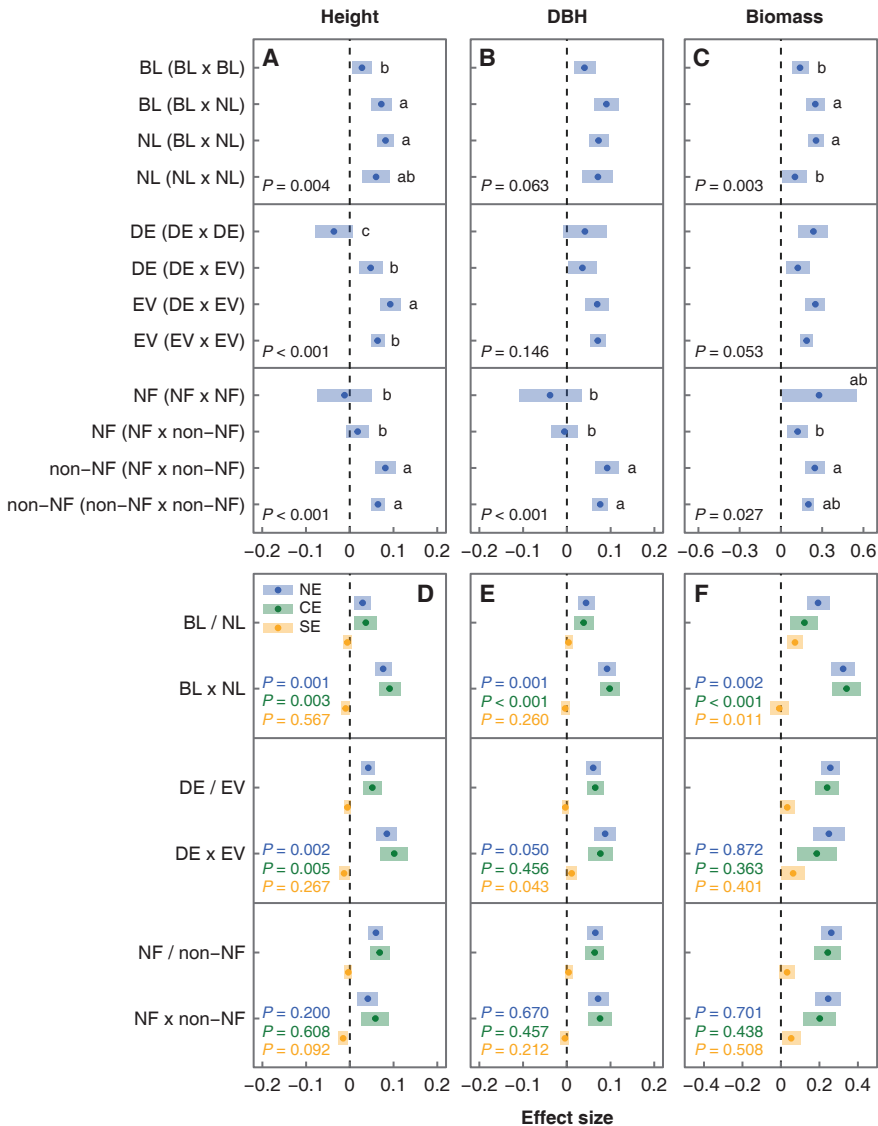 Height DBH Biomass
A B C
BL (BL x BL) b b
BL (BL x NL) a a
NL (BL x NL) a a
NL (NL x NL) ab b
P = 0.004 P = 0.063 P = 0.003
DE (DE x DE) c
DE (DE x EV) b
EV (DE x EV) a
EV (EV x EV) b
P < 0.001 P = 0.146 P = 0.053
ab
NF (NF x NF) b b
NF (NF x non−NF) b b b
non−NF (NF x non−NF) a a a
non−NF (non−NF x non−NF) a a ab
P < 0.001 P < 0.001 P = 0.027
−0.2 −0.1 0 0.1 0.2 −0.2 −0.1 0 0.1 0.2 −0.6 −0.3 0 0.3 0.6
NE D E F
CE
BL / NL SE
BL x NL
P = 0.001 P = 0.001 P = 0.002
P = 0.003 P < 0.001 P < 0.001
P = 0.567 P = 0.260 P = 0.011
DE / EV
DE x EV
P = 0.002 P = 0.050 P = 0.872
P = 0.005 P = 0.456 P = 0.363
P = 0.267 P = 0.043 P = 0.401
NF / non−NF
NF x non−NF
P = 0.200 P = 0.670 P = 0.701
P = 0.608 P = 0.457 P = 0.438
P = 0.092 P = 0.212 P = 0.508
−0.2 −0.1 0 0.1 0.2 −0.2 −0.1 0 0.1 0.2 −0.4 −0.2 0 0.2 0.4
Effect size